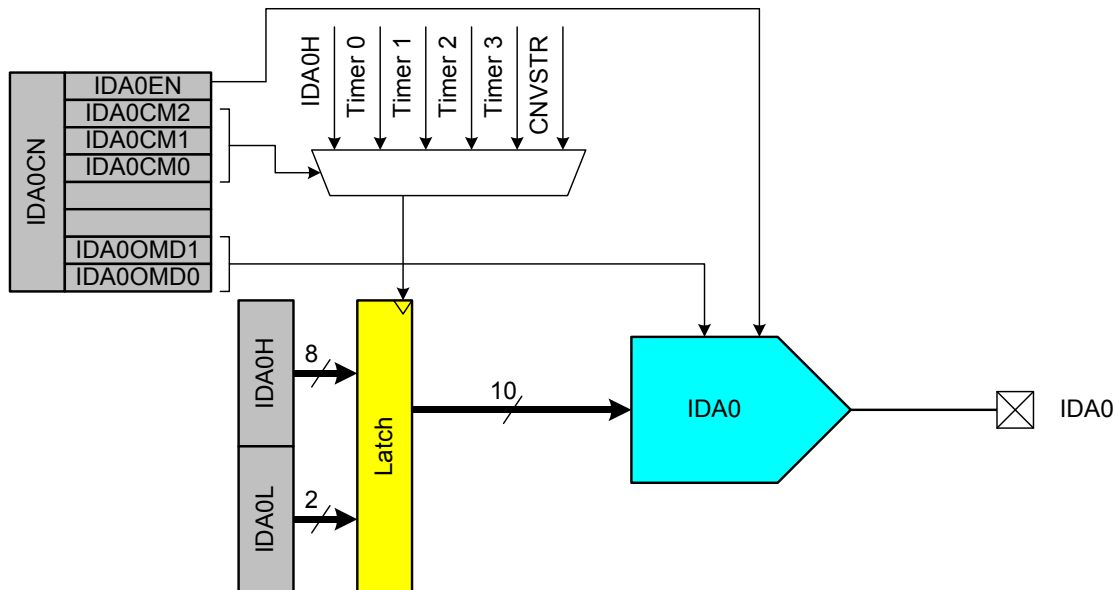 IDA0CN
IDA0EN
IDA0CM2
IDA0CM1
IDA0CM0
IDA0OMD1
IDA0OMD0
IDA0H
Timer 0
Timer 1
Timer 2
Timer 3
CNVSTR
IDA0H
8
IDA0L
2
Latch
10
IDA0
IDA0